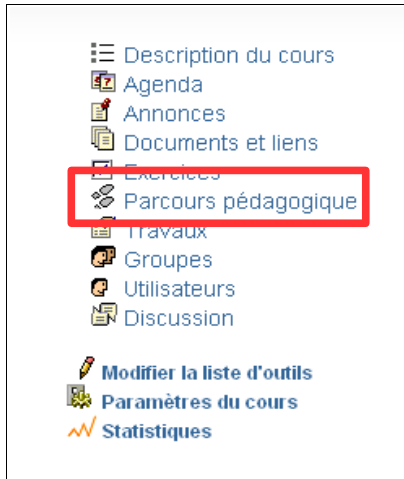 Description du cours
Agenda
Annonces
Documents et liens
Exercices
Parcours pédagogique
Travaux
Groupes
Utilisateurs
Discussion
Modifier la liste d'outils
Paramètres du cours
Statistiques